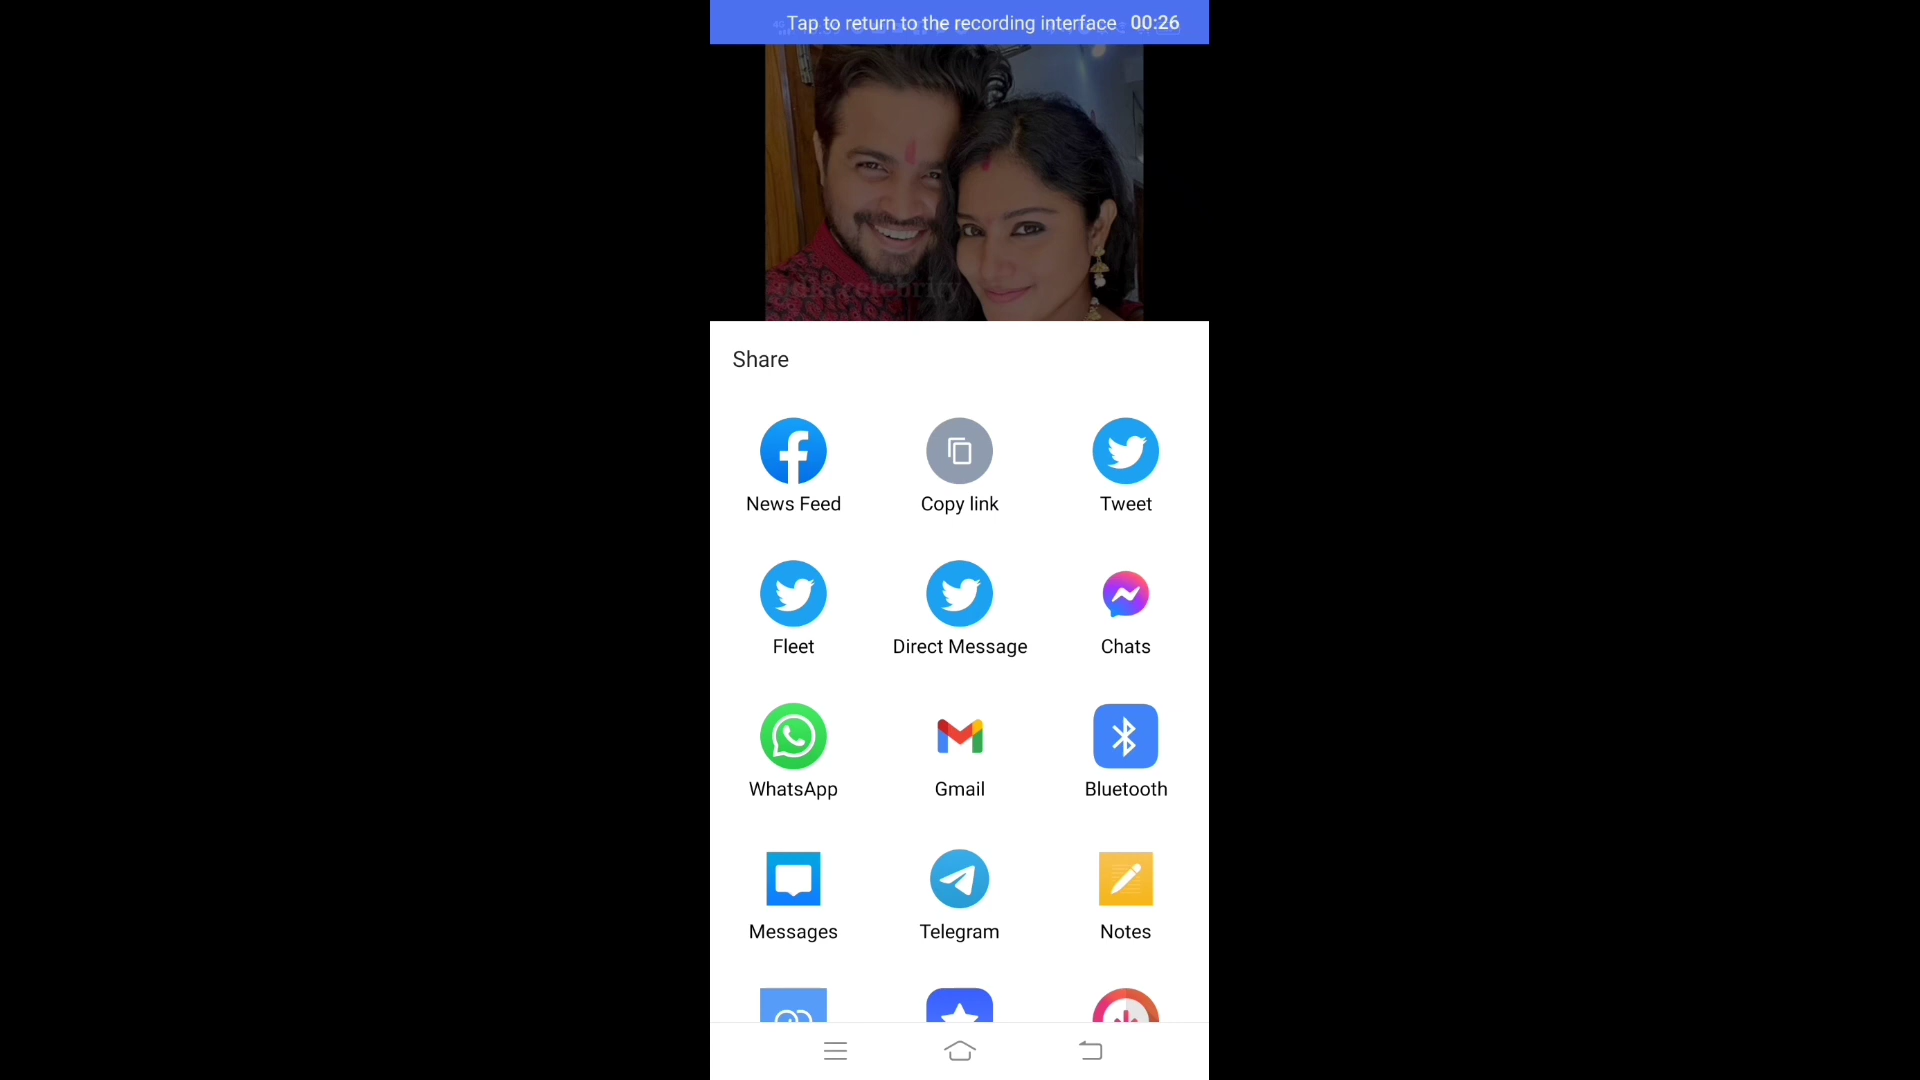 Tap to return to the recording interface 00:26
celebrity
Share
News Feed
Copy link
Tweet
Fleet
Direct Message
Chats
WhatsApp
Gmail
Bluetooth
Messages
Telegram
Notes